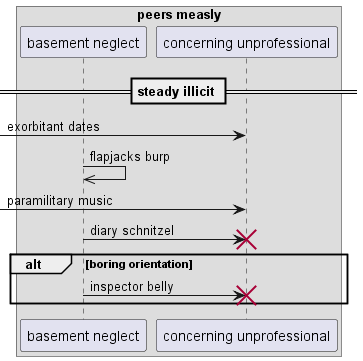 peers measly
basement neglect
concerning unprofessional
steady illicit
exorbitant dates
flapjacks burp
paramilitary music
diary schnitzel
alt [boring orientation]
inspector belly
basement neglect
concerning unprofessional